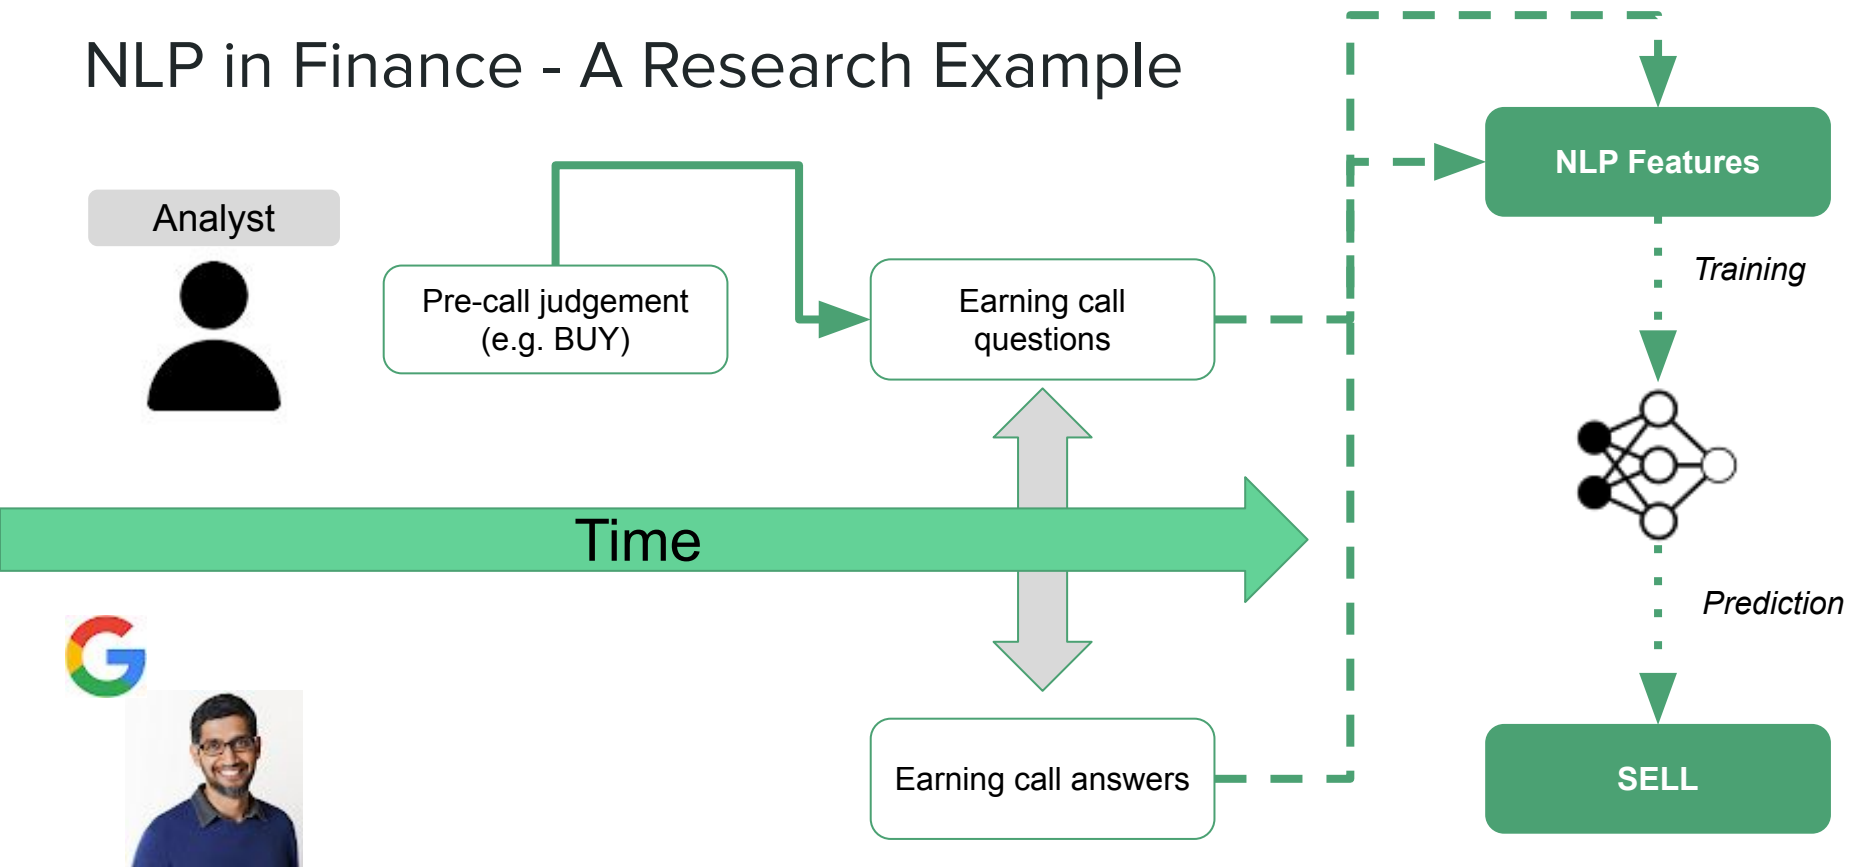 NLP in Finance - A Research Example
Analyst
Pre-call judgement
(e.g. BUY)
Earning call
questions
NLP Features
Training
Time
Prediction
Earning call answers
SELL